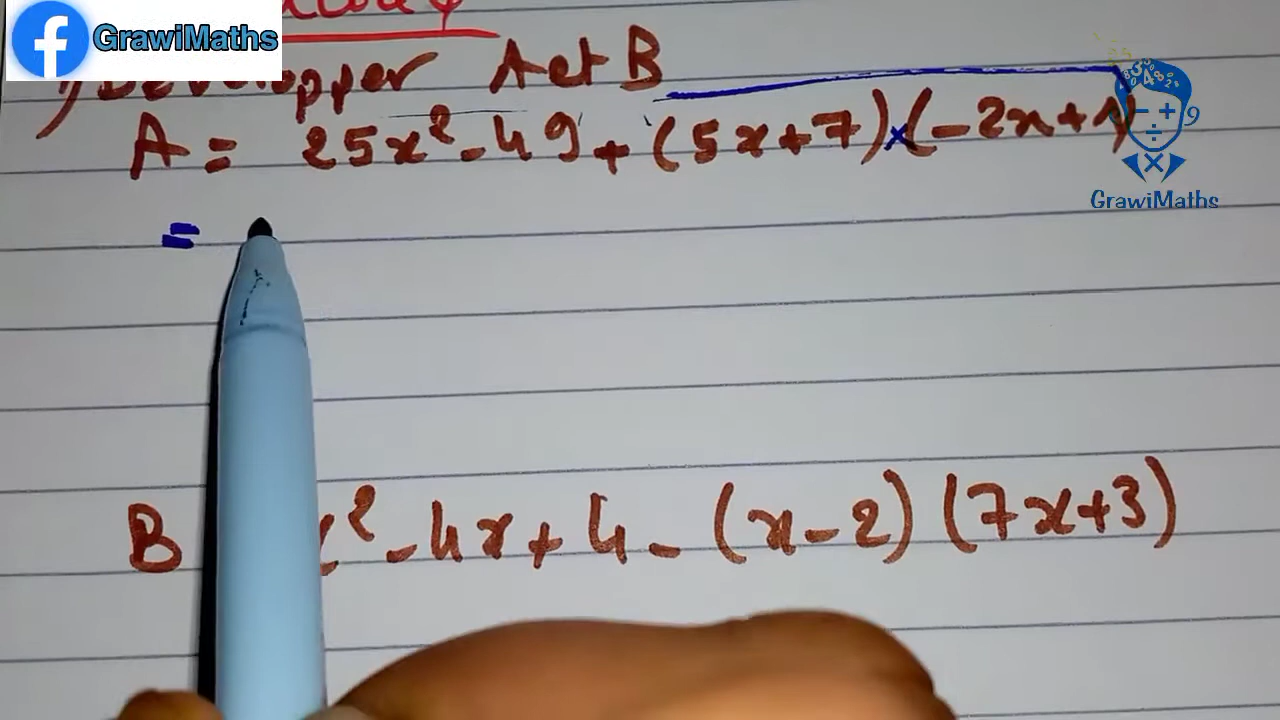 GrawiMaths
Developper A et B
A = 25x² - 49 + (5x+7)×(-2x+1)
=
GrawiMaths
B x² - 4x + 4 - (x-2)(7x+3)